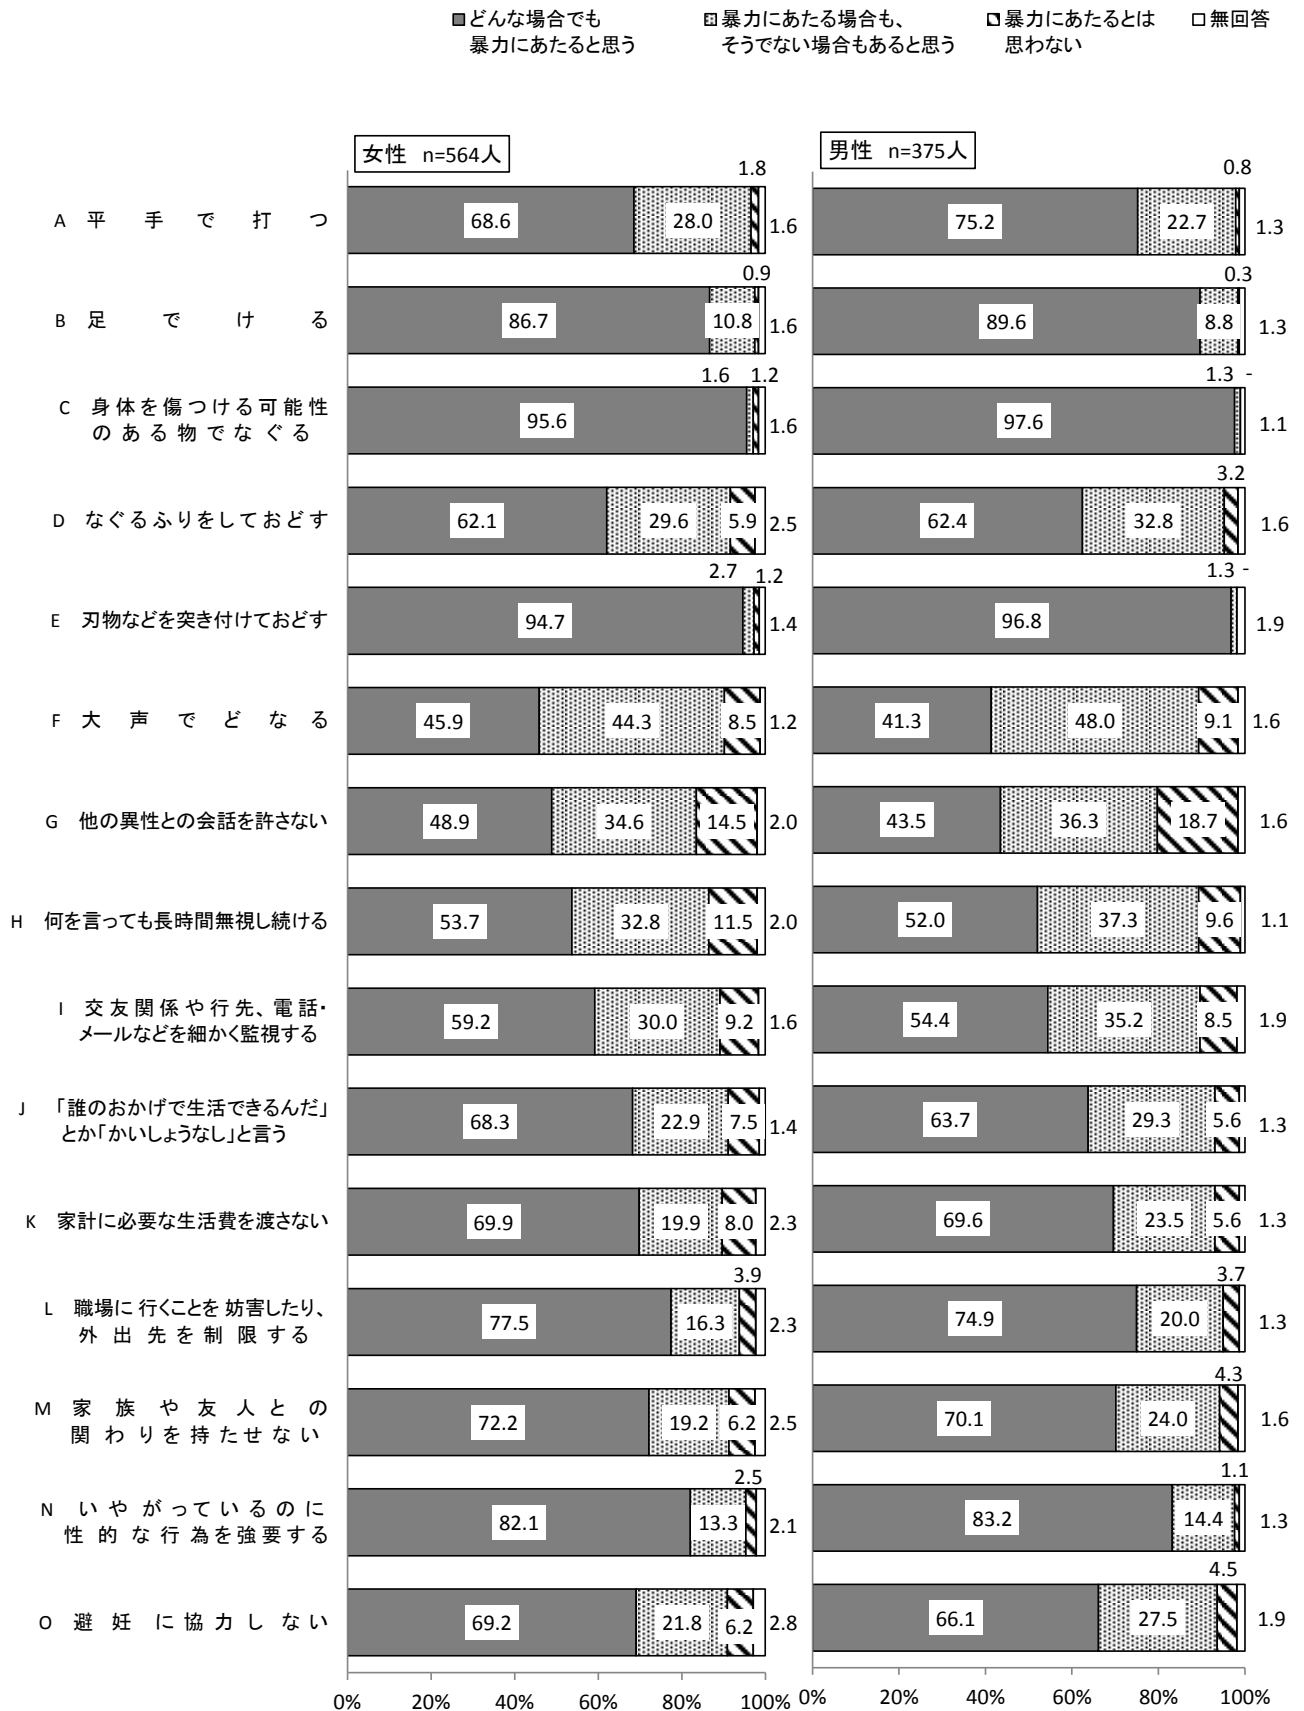 どんな場合でも
暴力にあたると思う
暴力にあたる場合も、
そうでない場合もあると思う
暴力にあたるとは
思わない
無回答
女性 n=564人
男性 n=375人
A 平手で打つ
68.6 28.0 1.8 1.6
75.2 22.7 0.8 1.3
B 足でける
86.7 10.8 0.9 1.6
89.6 8.8 0.3 1.3
C 身体を傷つける可能性
のある物でなぐる
95.6 1.6 1.2 1.6
97.6 1.3 - 1.1
D なぐるふりをしておどす
62.1 29.6 5.9 2.5
62.4 32.8 3.2 1.6
E 刃物などを突き付けておどす
94.7 2.7 1.2 1.4
96.8 1.3 - 1.9
F 大声でどなる
45.9 44.3 8.5 1.2
41.3 48.0 9.1 1.6
G 他の異性との会話を許さない
48.9 34.6 14.5 2.0
43.5 36.3 18.7 1.6
H 何を言っても長時間無視し続ける
53.7 32.8 11.5 2.0
52.0 37.3 9.6 1.1
I 交友関係や行先、電話・
メールなどを細かく監視する
59.2 30.0 9.2 1.6
54.4 35.2 8.5 1.9
J 「誰のおかげで生活できるんだ」
とか「かいしょうなし」と言う
68.3 22.9 7.5 1.4
63.7 29.3 5.6 1.3
K 家計に必要な生活費を渡さない
69.9 19.9 8.0 2.3
69.6 23.5 5.6 1.3
L 職場に行くことを妨害したり、
外出先を制限する
77.5 16.3 3.9 2.3
74.9 20.0 3.7 1.3
M 家族や友人との
関わりを持たせない
72.2 19.2 6.2 2.5
70.1 24.0 4.3 1.6
N いやがっているのに
性的な行為を強要する
82.1 13.3 2.5 2.1
83.2 14.4 1.1 1.3
O 避妊に協力しない
69.2 21.8 6.2 2.8
66.1 27.5 4.5 1.9
0% 20% 40% 60% 80% 100%
0% 20% 40% 60% 80% 100%